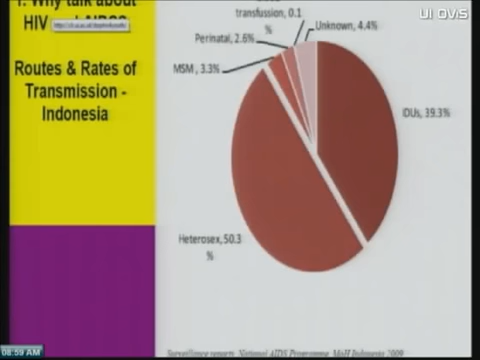 1. Why talk about
HIV
Routes & Rates of
Transmission -
Indonesia
transfussion, 0.1
%
Unknown, 4.4%
Perinatal, 2.6%
MSM, 3.3%
IDUs, 39.3%
Heterosex, 50.3
%
Surveillance report, National AIDS Programme, MoH Indonesia 2009
UI OVIS
08:59 AM